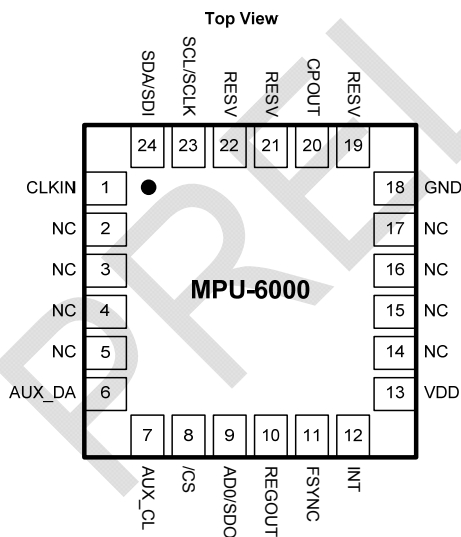 Top View
SDA/SDI
SCL/SCLK
RESV
RESV
CPOUT
RESV
24 23 22 21 20 19
CLKIN 1 18 GND
NC 2 17 NC
NC 3 16 NC
MPU-6000
NC 4 15 NC
NC 5 14 NC
AUX_DA 6 13 VDD
7 8 9 10 11 12
AUX_CL
/CS
AD0/SDO
REGOUT
FSYNC
INT
PREL